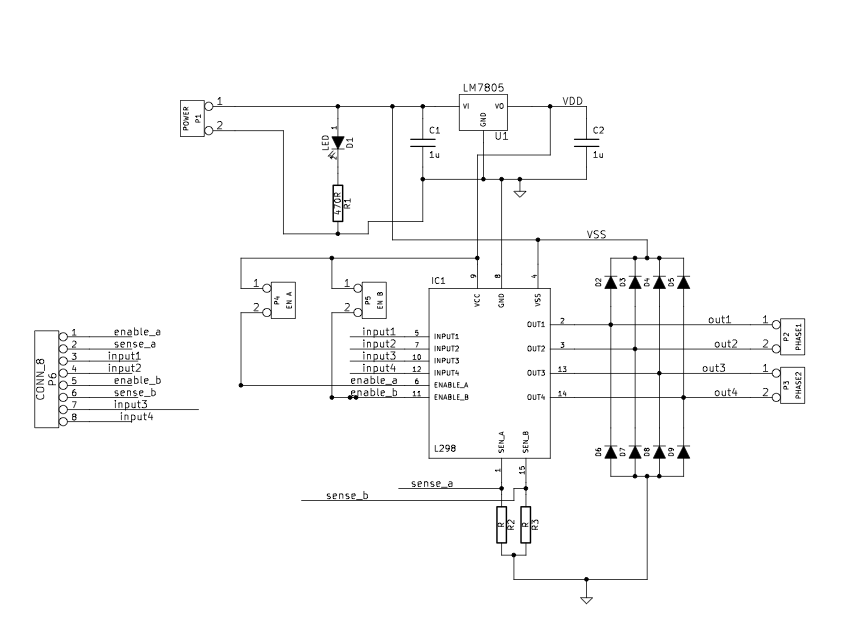 LM7805
POWER
P1
1
2
VI
VO
GND
U1
VDD
LED
D1
1
2
C1
1u
C2
1u
470R
R1
VSS
IC1
9
8
4
VCC
GND
VSS
1
2
P4
EN A
1
2
P5
EN B
D2
D3
D4
D5
CONN_8
P6
1 enable_a
2 sense_a
3 input1
4 input2
5 enable_b
6 sense_b
7 input3
8 input4
input1 5 INPUT1
input2 7 INPUT2
input3 10 INPUT3
input4 12 INPUT4
enable_a 6 ENABLE_A
enable_b 11 ENABLE_B
OUT1 2 out1 1
OUT2 3 out2 2
OUT3 13 out3 1
OUT4 14 out4 2
P2
PHASE1
P3
PHASE2
L298
SEN_A
SEN_B
1
15
D6
D7
D8
D9
sense_a
sense_b
R
R2
R
R3